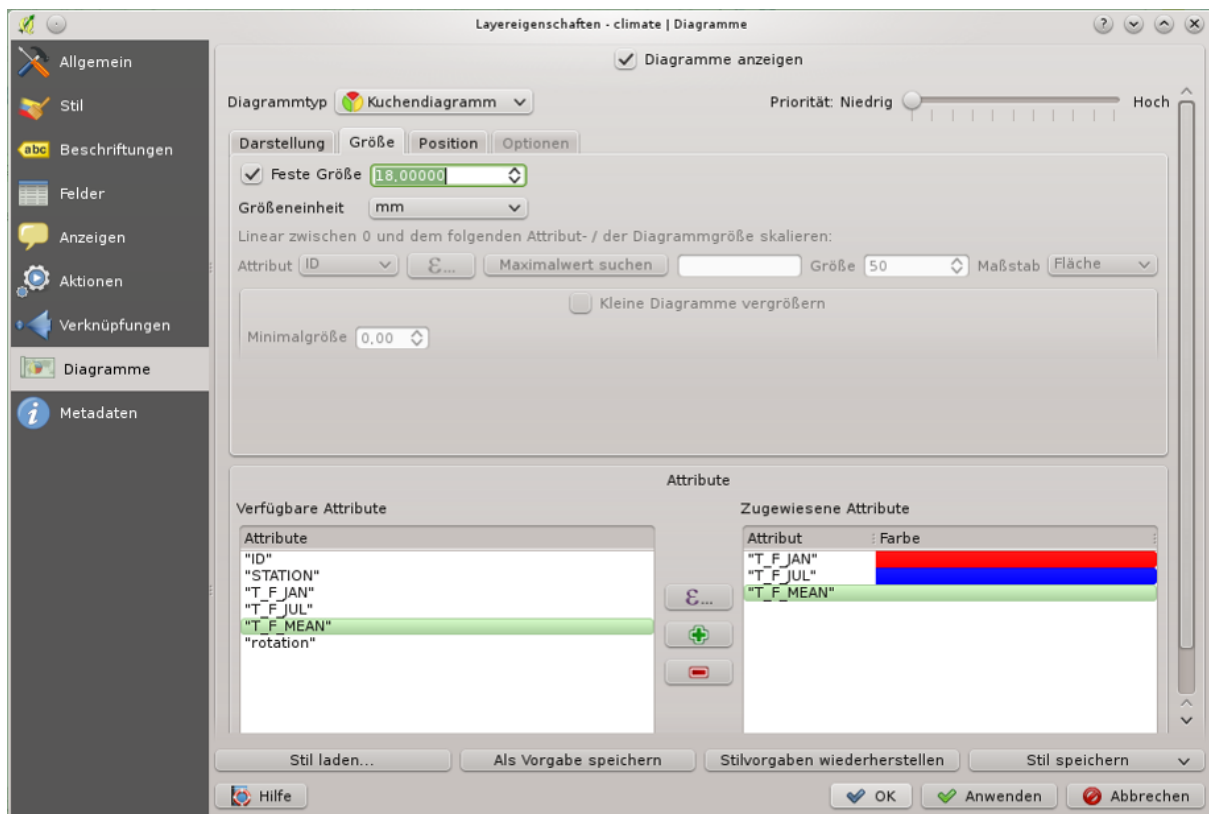 Layereigenschaften - climate | Diagramme
Allgemein
Stil
abc Beschriftungen
Felder
Anzeigen
Aktionen
Verknüpfungen
Diagramme
Metadaten
Diagramme anzeigen
Diagrammtyp Kuchendiagramm Priorität: Niedrig Hoch
Darstellung Größe Position Optionen
Feste Größe 18,00000
Größeneinheit mm
Linear zwischen 0 und dem folgenden Attribut- / der Diagrammgröße skalieren:
Attribut ID ε... Maximalwert suchen Größe 50 Maßstab Fläche
Kleine Diagramme vergrößern
Minimalgröße 0,00
Attribute
Verfügbare Attribute
Attribute
"ID"
"STATION"
"T_F_JAN"
"T_F_JUL"
"T_F_MEAN"
"rotation"
ε...
Zugewiesene Attribute
Attribut Farbe
"T_F_JAN"
"T_F_JUL"
"T_F_MEAN"
Stil laden... Als Vorgabe speichern Stilvorgaben wiederherstellen Stil speichern
Hilfe OK Anwenden Abbrechen